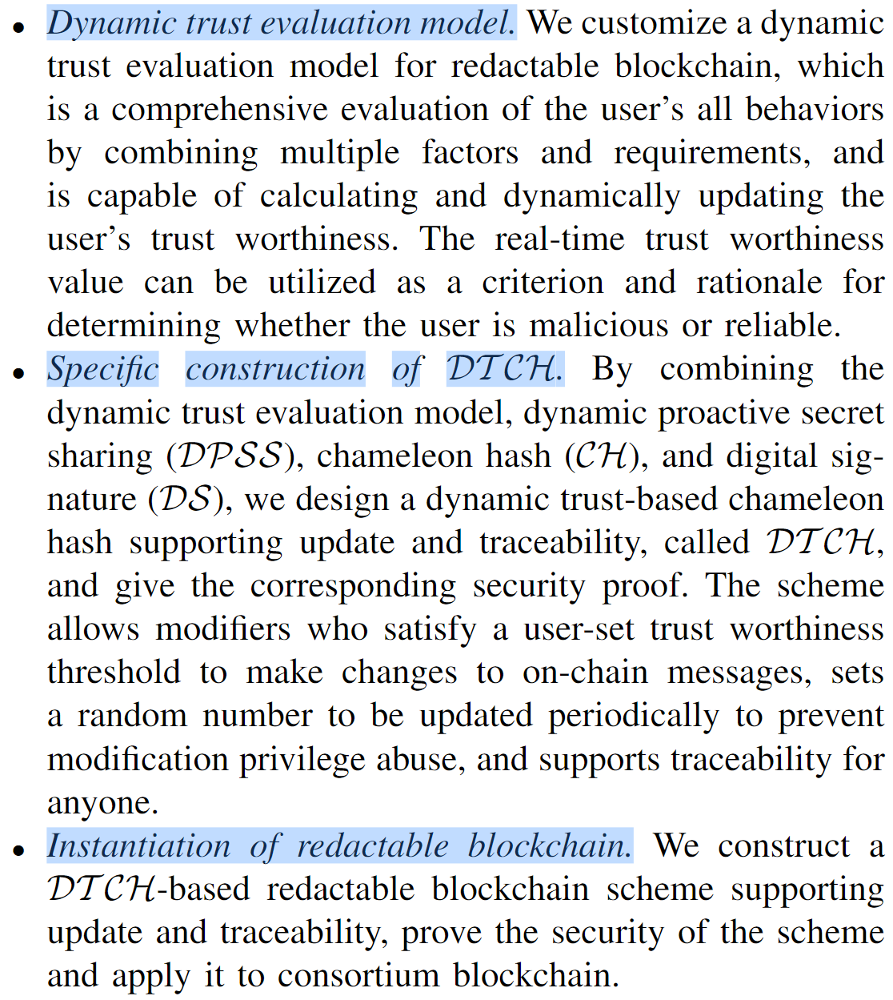 • Dynamic trust evaluation model. We customize a dynamic
trust evaluation model for redactable blockchain, which
is a comprehensive evaluation of the user’s all behaviors
by combining multiple factors and requirements, and
is capable of calculating and dynamically updating the
user’s trust worthiness. The real-time trust worthiness
value can be utilized as a criterion and rationale for
determining whether the user is malicious or reliable.
• Specific construction of 𝒟𝒯𝒞ℋ. By combining the
dynamic trust evaluation model, dynamic proactive secret
sharing (𝒟𝒫𝒮𝒮), chameleon hash (𝒞ℋ), and digital sig-
nature (𝒟𝒮), we design a dynamic trust-based chameleon
hash supporting update and traceability, called 𝒟𝒯𝒞ℋ,
and give the corresponding security proof. The scheme
allows modifiers who satisfy a user-set trust worthiness
threshold to make changes to on-chain messages, sets
a random number to be updated periodically to prevent
modification privilege abuse, and supports traceability for
anyone.
• Instantiation of redactable blockchain. We construct a
𝒟𝒯𝒞ℋ-based redactable blockchain scheme supporting
update and traceability, prove the security of the scheme
and apply it to consortium blockchain.